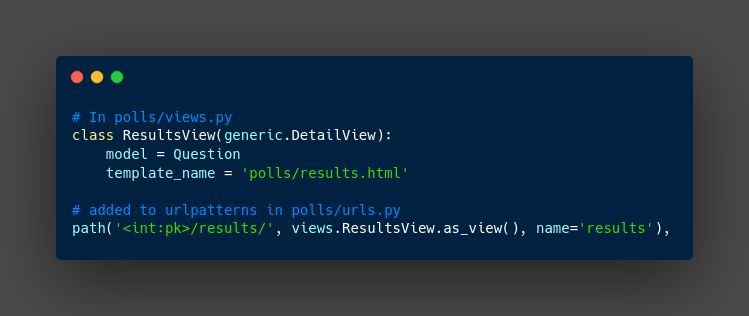 # In polls/views.py
class ResultsView(generic.DetailView):
    model = Question
    template_name = 'polls/results.html'

# added to urlpatterns in polls/urls.py
path('<int:pk>/results/', views.ResultsView.as_view(), name='results'),